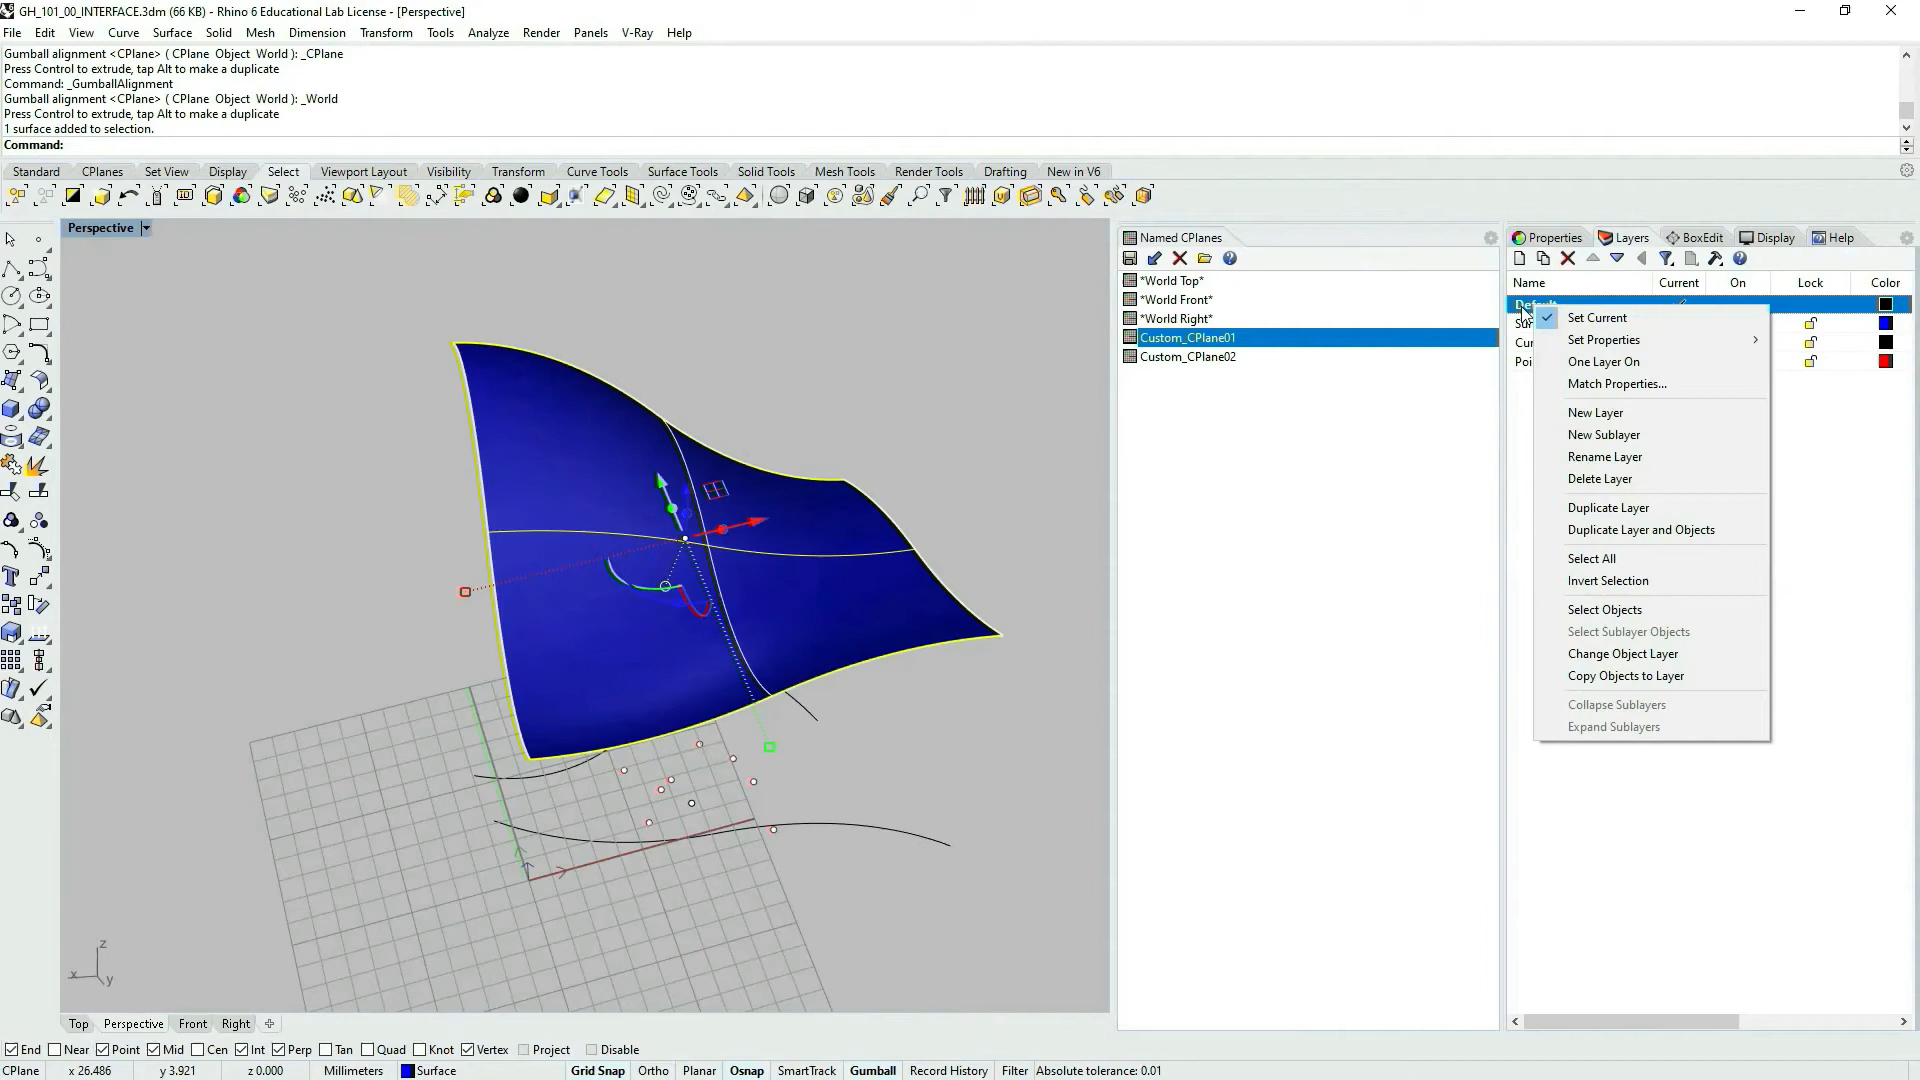 GH_101_00_INTERFACE.3dm (66 KB) - Rhino 6 Educational Lab License - [Perspective]
File Edit View Curve Surface Solid Mesh Dimension Transform Tools Analyze Render Panels V-Ray Help
Gumball alignment <CPlane> ( CPlane Object World ): _CPlane
Press Control to extrude, tap Alt to make a duplicate
Command: _GumballAlignment
Gumball alignment <CPlane> ( CPlane Object World ): _World
Press Control to extrude, tap Alt to make a duplicate
1 surface added to selection.
Command:
Standard CPlanes Set View Display Select Viewport Layout Visibility Transform Curve Tools Surface Tools Solid Tools Mesh Tools Render Tools Drafting New in V6
Perspective
Named CPlanes
*World Top*
*World Front*
*World Right*
Custom_CPlane01
Custom_CPlane02
Properties Layers BoxEdit Display Help
Name Current On Lock Color
Default
Cur
Poi
Set Current
Set Properties
One Layer On
Match Properties...
New Layer
New Sublayer
Rename Layer
Delete Layer
Duplicate Layer
Duplicate Layer and Objects
Select All
Invert Selection
Select Objects
Select Sublayer Objects
Change Object Layer
Copy Objects to Layer
Collapse Sublayers
Expand Sublayers
z
x
y
Top Perspective Front Right
End Near Point Mid Cen Int Perp Tan Quad Knot Vertex Project Disable
CPlane x 26.486 y 3.921 z 0.000 Millimeters Surface Grid Snap Ortho Planar Osnap SmartTrack Gumball Record History Filter Absolute tolerance: 0.01